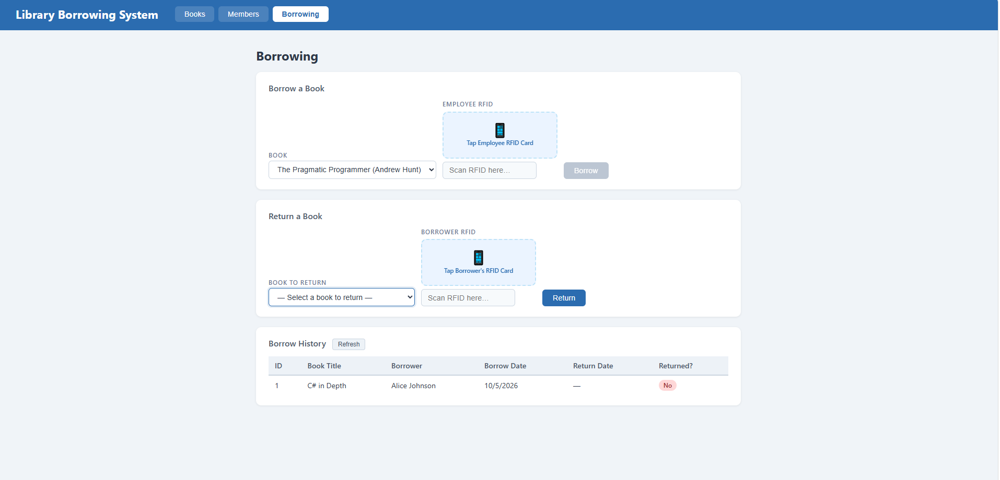 Library Borrowing System Books Members Borrowing
Borrowing
Borrow a Book
EMPLOYEE RFID
Tap Employee RFID Card
BOOK
The Pragmatic Programmer (Andrew Hunt) Scan RFID here... Borrow
Return a Book
BORROWER RFID
Tap Borrower's RFID Card
BOOK TO RETURN
— Select a book to return — Scan RFID here... Return
Borrow History Refresh
ID Book Title Borrower Borrow Date Return Date Returned?
1 C# in Depth Alice Johnson 10/5/2026 — No